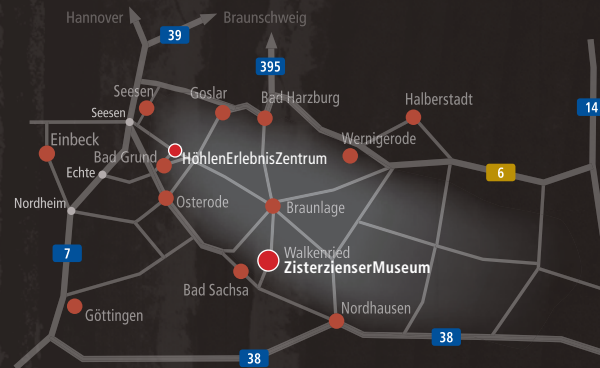 Hannover
Braunschweig
39
395
Seesen
Goslar
Bad Harzburg
Halberstadt
14
Seesen
Einbeck
Wernigerode
Bad Grund
HöhlenErlebnisZentrum
Echte
6
Nordheim
Osterode
Braunlage
7
Walkenried
ZisterzienserMuseum
Bad Sachsa
Göttingen
Nordhausen
38
38